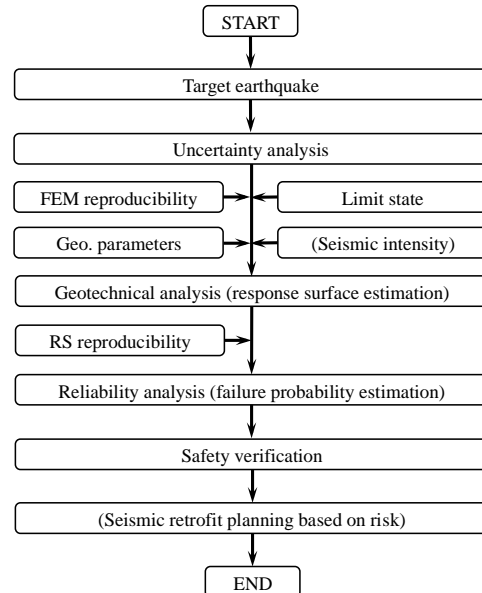 START
Target earthquake
Uncertainty analysis
FEM reproducibility
Limit state
Geo. parameters
(Seismic intensity)
Geotechnical analysis (response surface estimation)
RS reproducibility
Reliability analysis (failure probability estimation)
Safety verification
(Seismic retrofit planning based on risk)
END